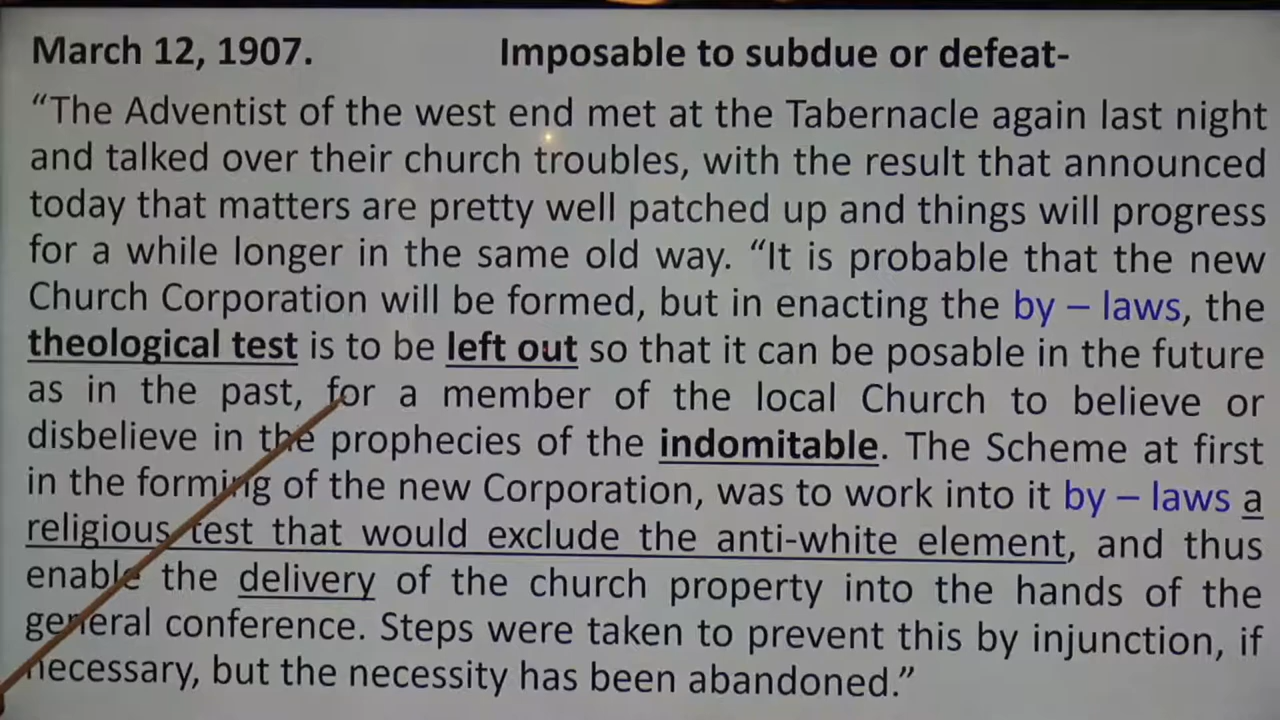 March 12, 1907. Imposable to subdue or defeat-
“The Adventist of the west end met at the Tabernacle again last night
and talked over their church troubles, with the result that announced
today that matters are pretty well patched up and things will progress
for a while longer in the same old way. “It is probable that the new
Church Corporation will be formed, but in enacting the by – laws, the
theological test is to be left out so that it can be posable in the future
as in the past, for a member of the local Church to believe or
disbelieve in the prophecies of the indomitable. The Scheme at first
in the forming of the new Corporation, was to work into it by – laws a
religious test that would exclude the anti-white element, and thus
enable the delivery of the church property into the hands of the
general conference. Steps were taken to prevent this by injunction, if
necessary, but the necessity has been abandoned.”